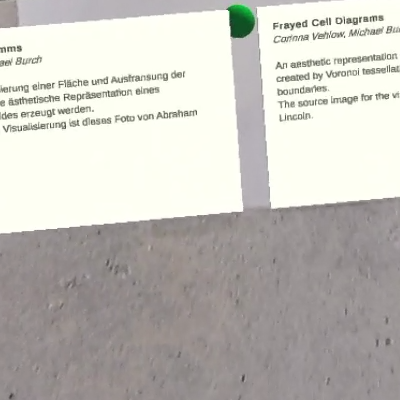 mms
ael Burch
ierung einer Fläche und Ausfransung der
e ästhetische Repräsentation eines
ldes erzeugt werden.
Visualisierung ist dieses Foto von Abraham
Frayed Cell Diagrams
Corinna Vehlow, Michael Bur
An aesthetic representation
created by Voronoi tessellat
boundaries.
The source image for the vi
Lincoln.